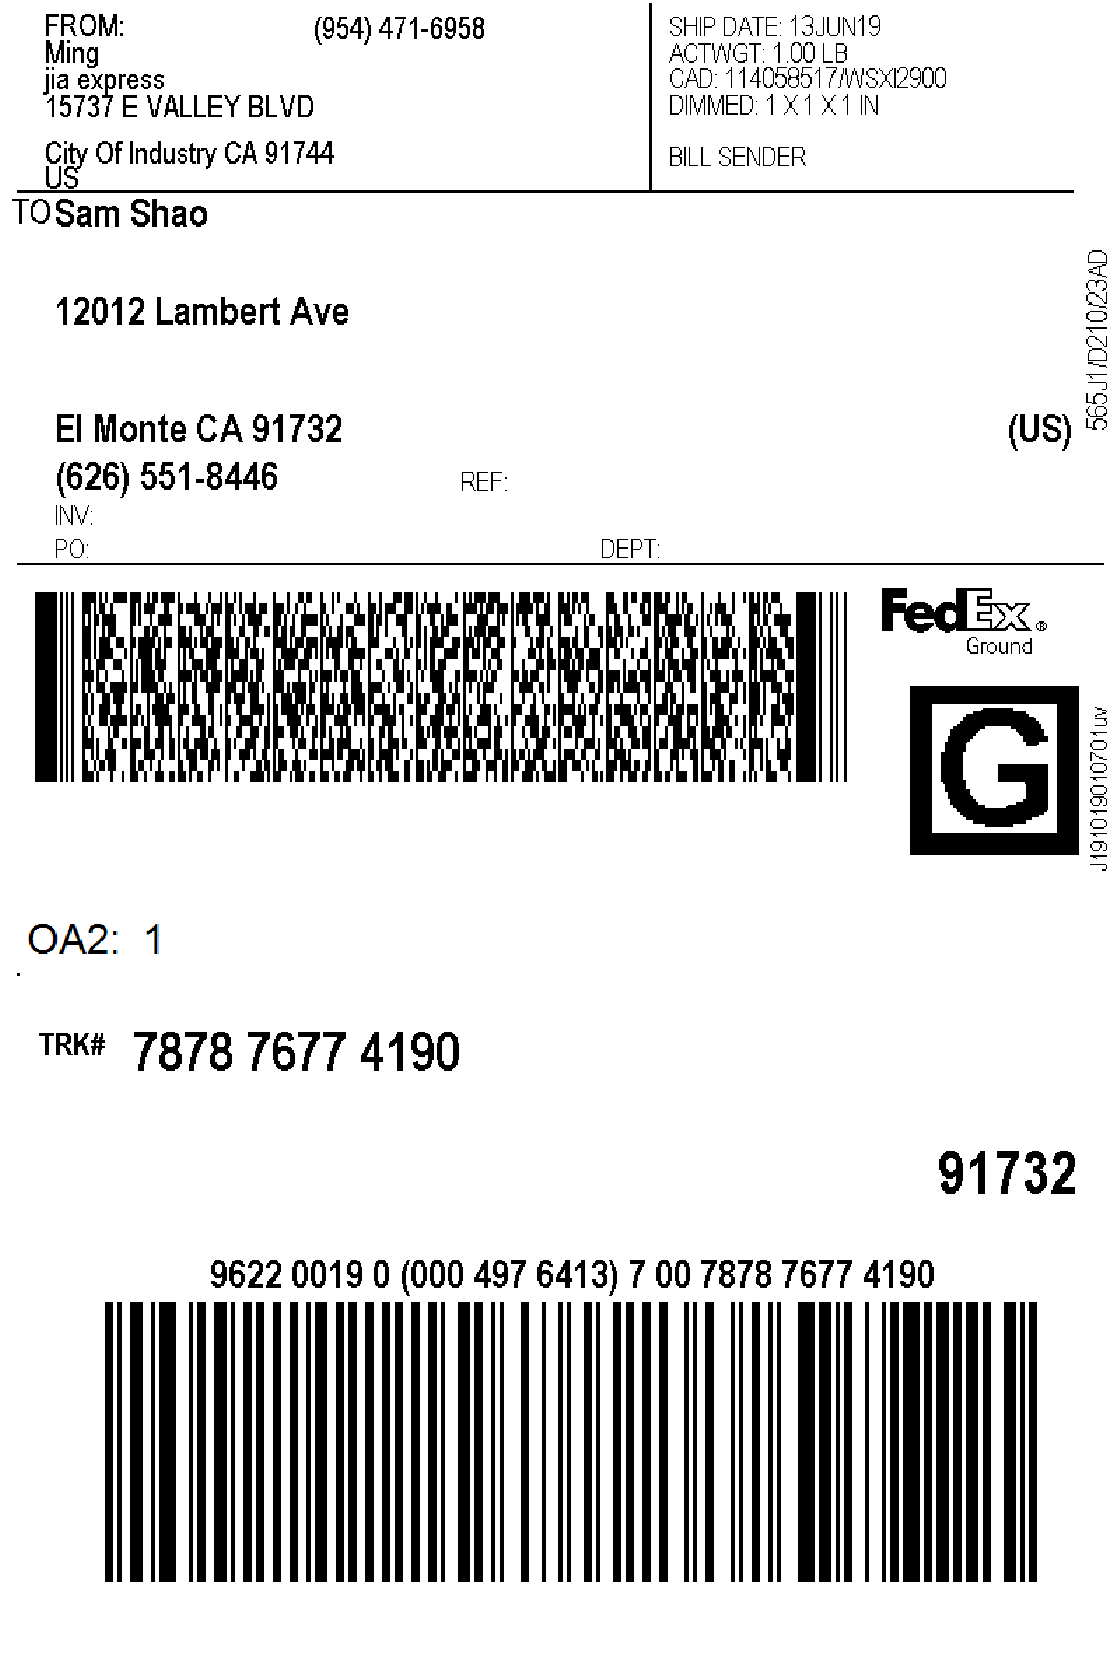 FROM: (954) 471-6958
Ming
jia express
15737 E VALLEY BLVD
City Of Industry CA 91744
US
SHIP DATE: 13JUN19
ACTWGT: 1.00 LB
CAD: 114058517/WSXI2900
DIMMED: 1 X 1 X 1 IN
BILL SENDER
TO Sam Shao
12012 Lambert Ave
El Monte CA 91732 (US)
(626) 551-8446 REF:
INV:
PO: DEPT:
565J1/D210/23AD
FedEx®
Ground
G
J191019010701uv
OA2: 1
.
TRK# 7878 7677 4190
91732
9622 0019 0 (000 497 6413) 7 00 7878 7677 4190